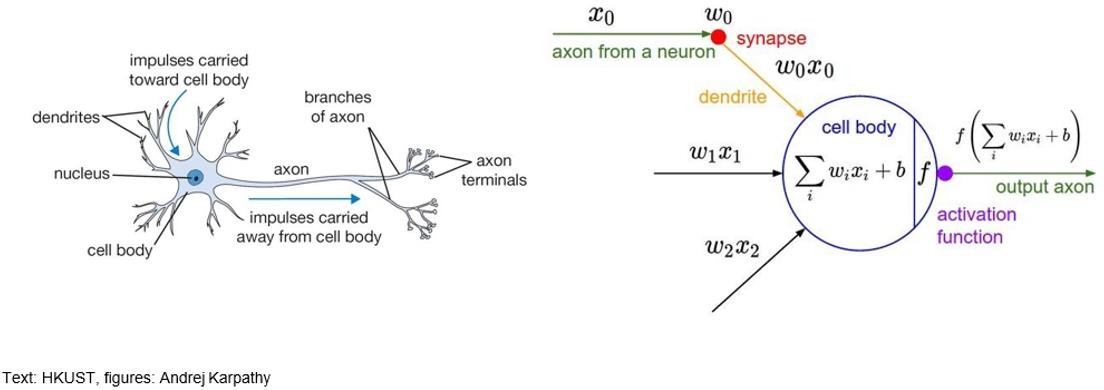 impulses carried
toward cell body
dendrites
nucleus
cell body
axon
impulses carried
away from cell body
branches
of axon
axon
terminals
x₀
w₀
synapse
axon from a neuron
w₀x₀
dendrite
w₁x₁
w₂x₂
cell body
∑ᵢ wᵢxᵢ + b
f
f(∑ᵢ wᵢxᵢ + b)
output axon
activation
function
Text: HKUST, figures: Andrej Karpathy